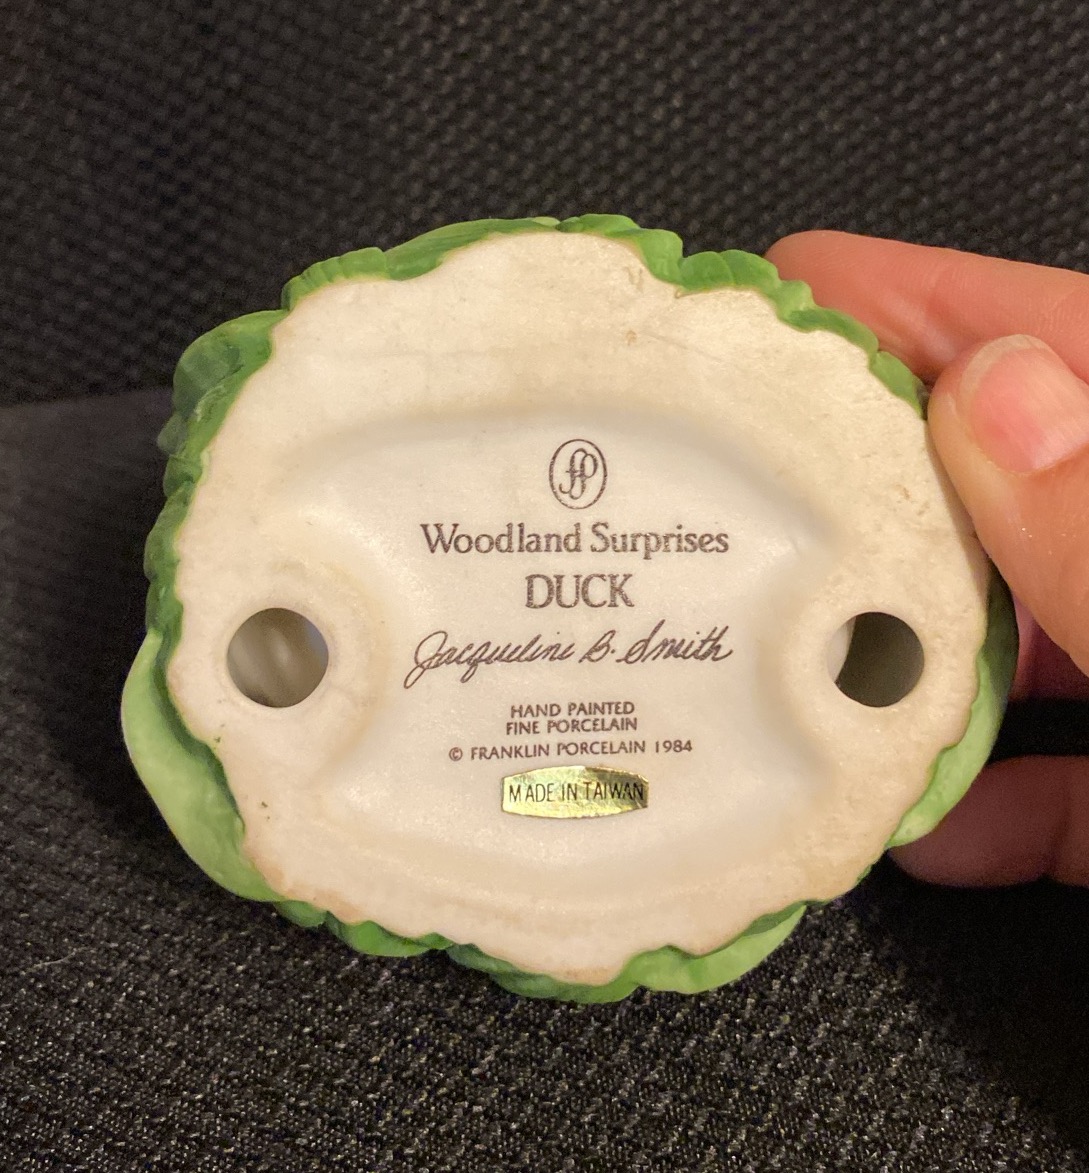 fp
Woodland Surprises
DUCK
Jacqueline B. Smith
HAND PAINTED
FINE PORCELAIN
© FRANKLIN PORCELAIN 1984
MADE IN TAIWAN